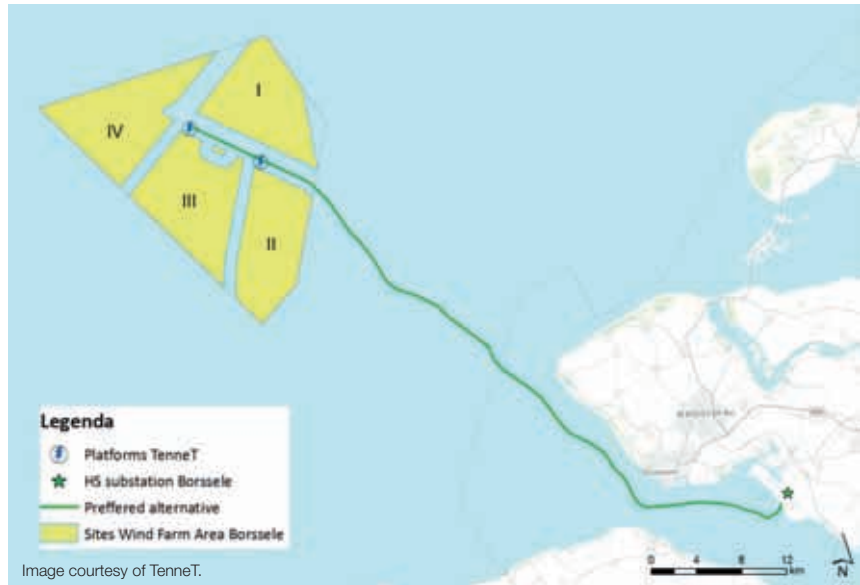 I
IV
III
II
Legenda
Platforms TenneT
HS substation Borssele
Preffered alternative
Sites Wind Farm Area Borssele
0 4 8 12
km
N
Image courtesy of TenneT.